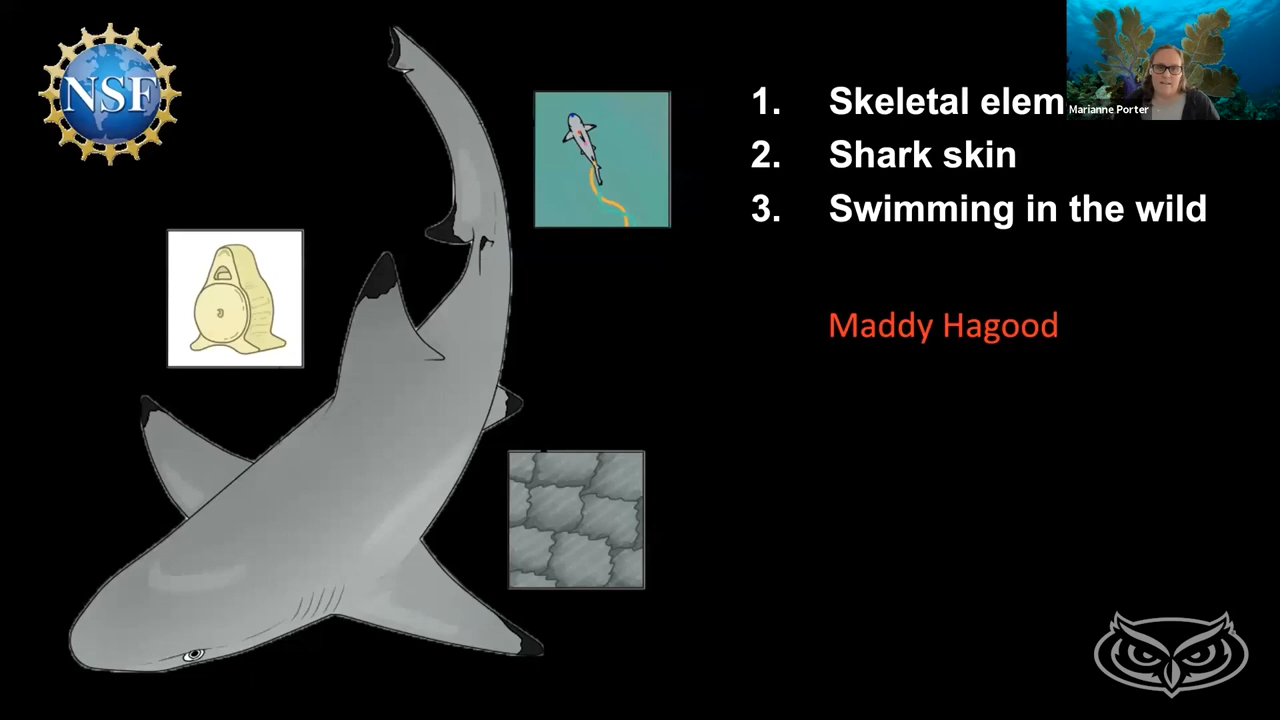 NSF
1. Skeletal elem
2. Shark skin
3. Swimming in the wild
Maddy Hagood
Marianne Porter